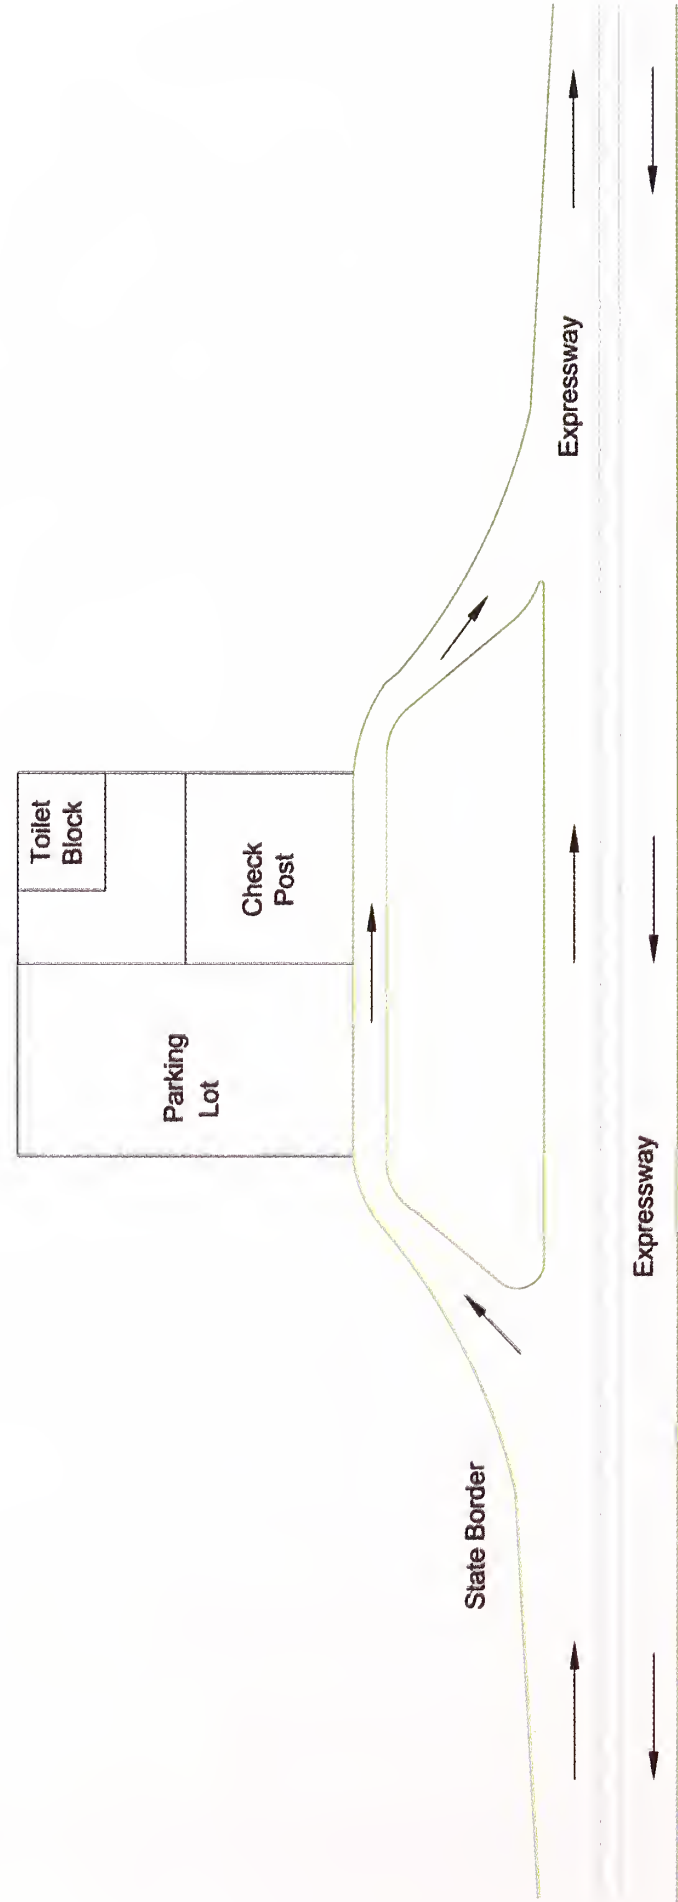 Toilet
Block
Parking
Lot
Check
Post
State Border
Expressway
Expressway